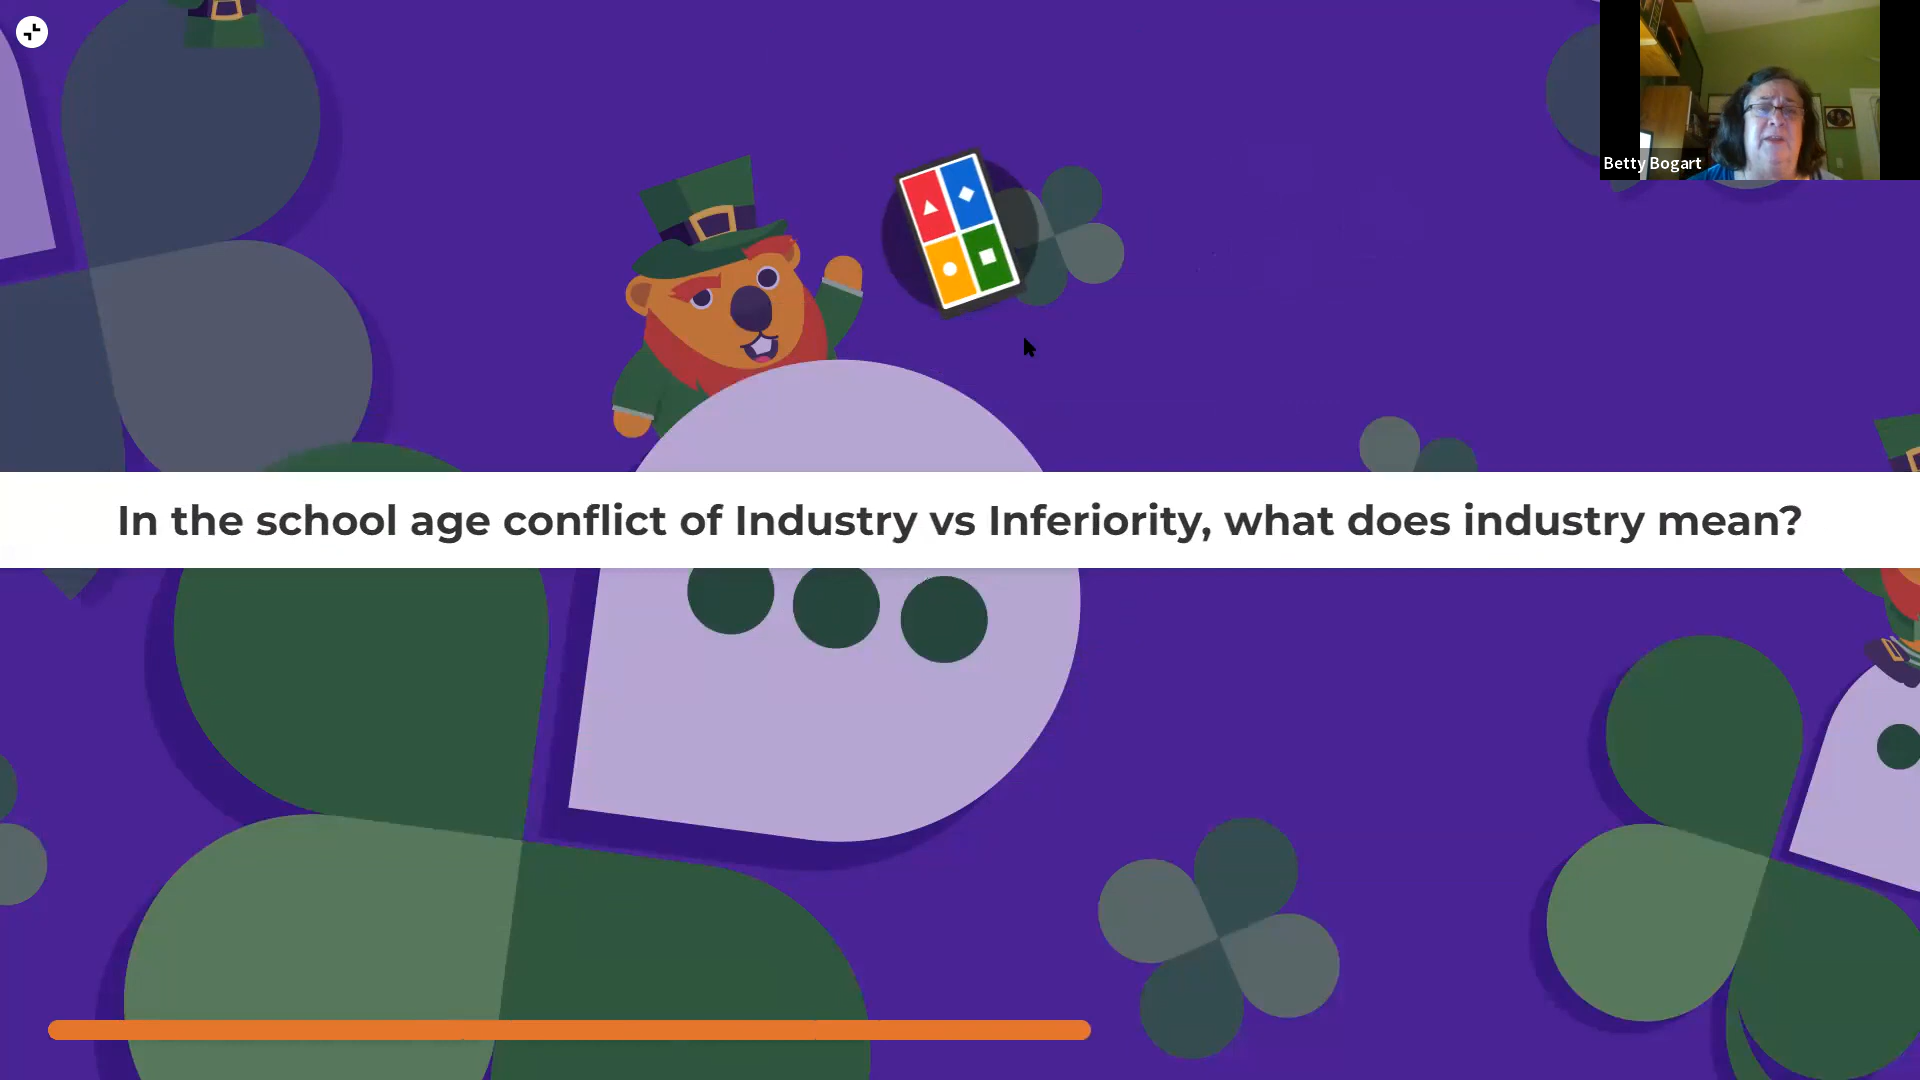 Betty Bogart
In the school age conflict of Industry vs Inferiority, what does industry mean?